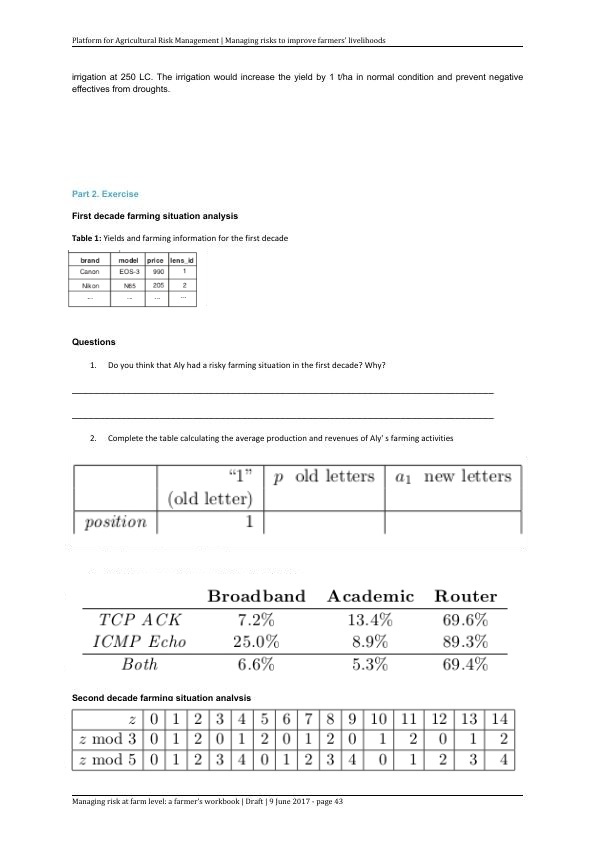 Platform for Agricultural Risk Management | Managing risks to improve farmers' livelihoods
irrigation at 250 LC. The irrigation would increase the yield by 1 t/ha in normal condition and prevent negative
effectives from droughts.
Part 2. Exercise
First decade farming situation analysis
Table 1: Yields and farming information for the first decade
brand model price lens_id
Canon EOS-3 990 1
Nikon N65 205 2
... ... ... ...
Questions
1. Do you think that Aly had a risky farming situation in the first decade? Why?
2. Complete the table calculating the average production and revenues of Aly' s farming activities
“1” p old letters a1 new letters
(old letter)
position 1
Broadband Academic Router
TCP ACK 7.2% 13.4% 69.6%
ICMP Echo 25.0% 8.9% 89.3%
Both 6.6% 5.3% 69.4%
Second decade farming situation analysis
z 0 1 2 3 4 5 6 7 8 9 10 11 12 13 14
z mod 3 0 1 2 0 1 2 0 1 2 0 1 2 0 1 2
z mod 5 0 1 2 3 4 0 1 2 3 4 0 1 2 3 4
Managing risk at farm level: a farmer's workbook | Draft | 9 June 2017 - page 43